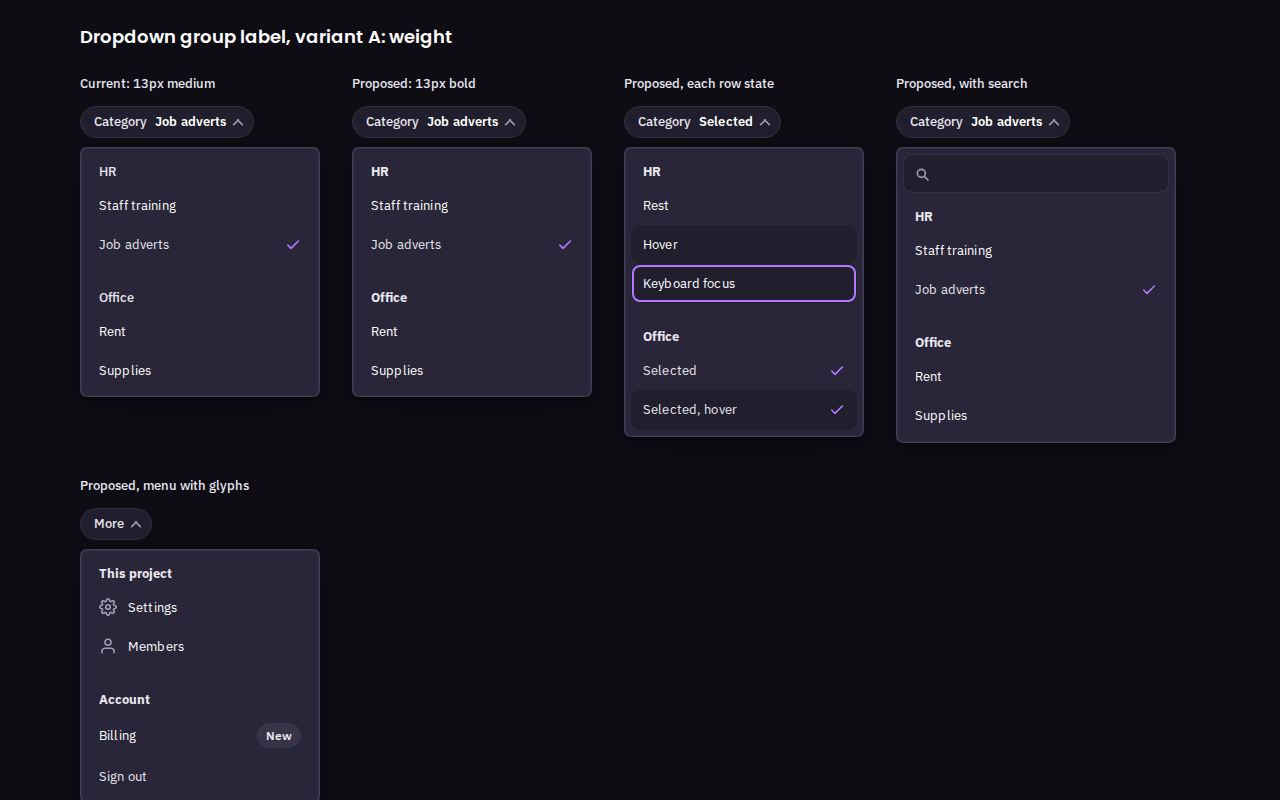 Dropdown group label, variant A: weight
Current: 13px medium
Category Job adverts
HR
Staff training
Job adverts
Office
Rent
Supplies
Proposed: 13px bold
Category Job adverts
HR
Staff training
Job adverts
Office
Rent
Supplies
Proposed, each row state
Category Selected
HR
Rest
Hover
Keyboard focus
Office
Selected
Selected, hover
Proposed, with search
Category Job adverts
HR
Staff training
Job adverts
Office
Rent
Supplies
Proposed, menu with glyphs
More
This project
Settings
Members
Account
Billing New
Sign out